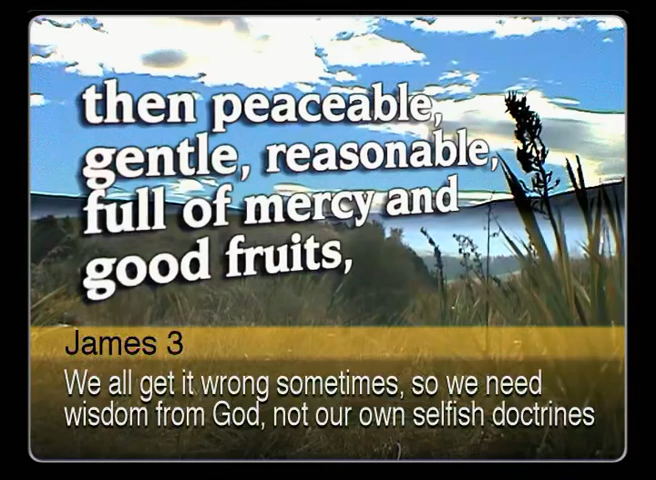 then peaceable,
gentle, reasonable,
full of mercy and
good fruits,
James 3
We all get it wrong sometimes, so we need
wisdom from God, not our own selfish doctrines